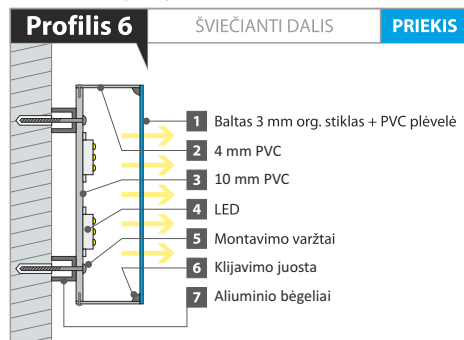 Profilis 6 ŠVIEČIANTI DALIS PRIEKIS
1 Baltas 3 mm org. stiklas + PVC plėvelė
2 4 mm PVC
3 10 mm PVC
4 LED
5 Montavimo varžtai
6 Klijavimo juosta
7 Aliuminio bėgeliai